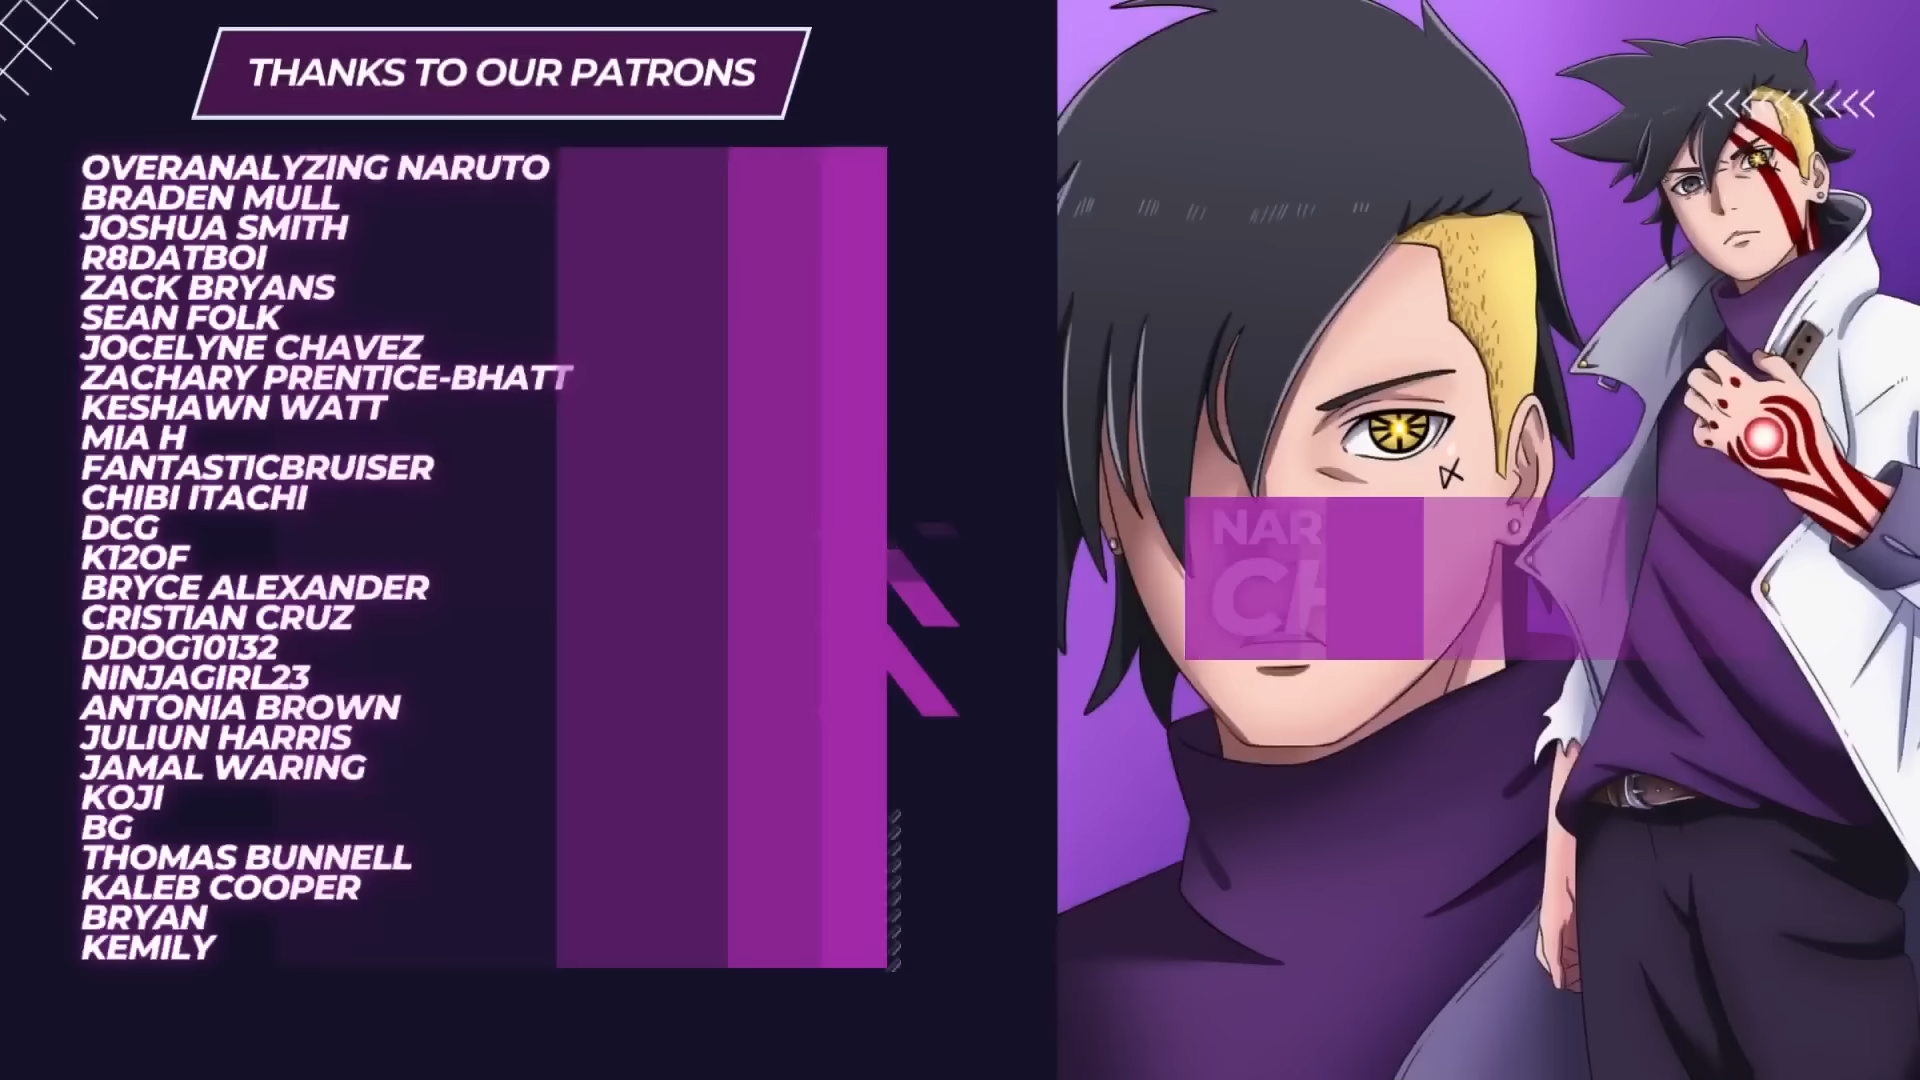 THANKS TO OUR PATRONS
OVERANALYZING NARUTO
BRADEN MULL
JOSHUA SMITH
R8DATBOI
ZACK BRYANS
SEAN FOLK
JOCELYNE CHAVEZ
ZACHARY PRENTICE-BHATT
KESHAWN WATT
MIA H
FANTASTICBRUISER
CHIBI ITACHI
DCG
K12OF
BRYCE ALEXANDER
CRISTIAN CRUZ
DDOG10132
NINJAGIRL23
ANTONIA BROWN
JULIUN HARRIS
JAMAL WARING
KOJI
BG
THOMAS BUNNELL
KALEB COOPER
BRYAN
KEMILY
NAR
CH